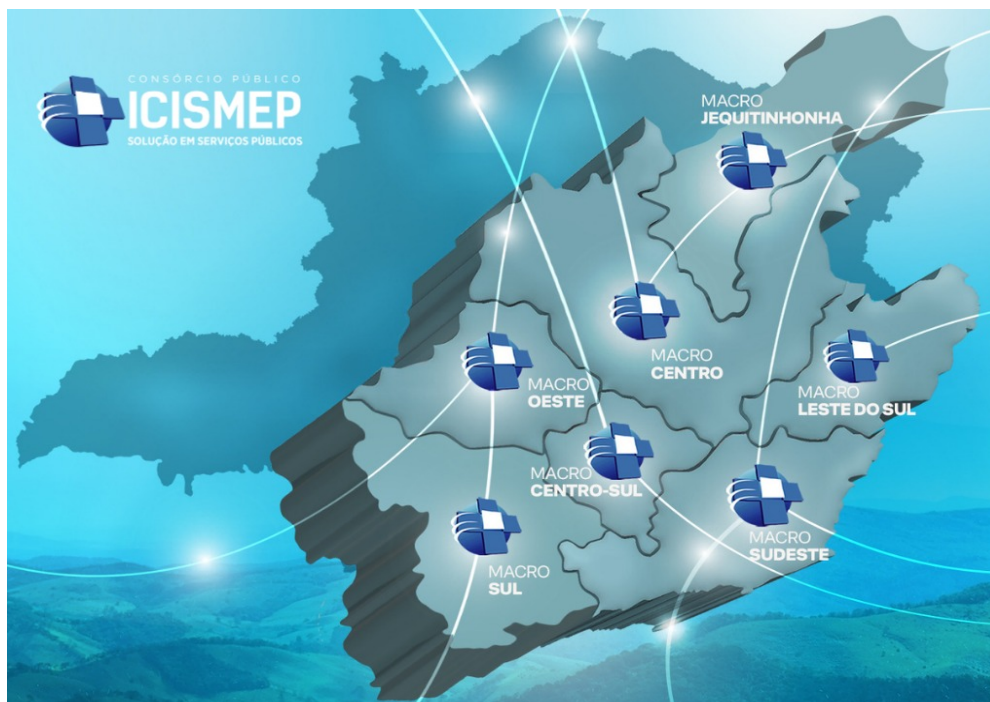 CONSÓRCIO PÚBLICO
ICISMEP
SOLUÇÃO EM SERVIÇOS PÚBLICOS
MACRO
JEQUITINHONHA
MACRO
CENTRO
MACRO
OESTE
MACRO
LESTE DO SUL
MACRO
CENTRO-SUL
MACRO
SUDESTE
MACRO
SUL